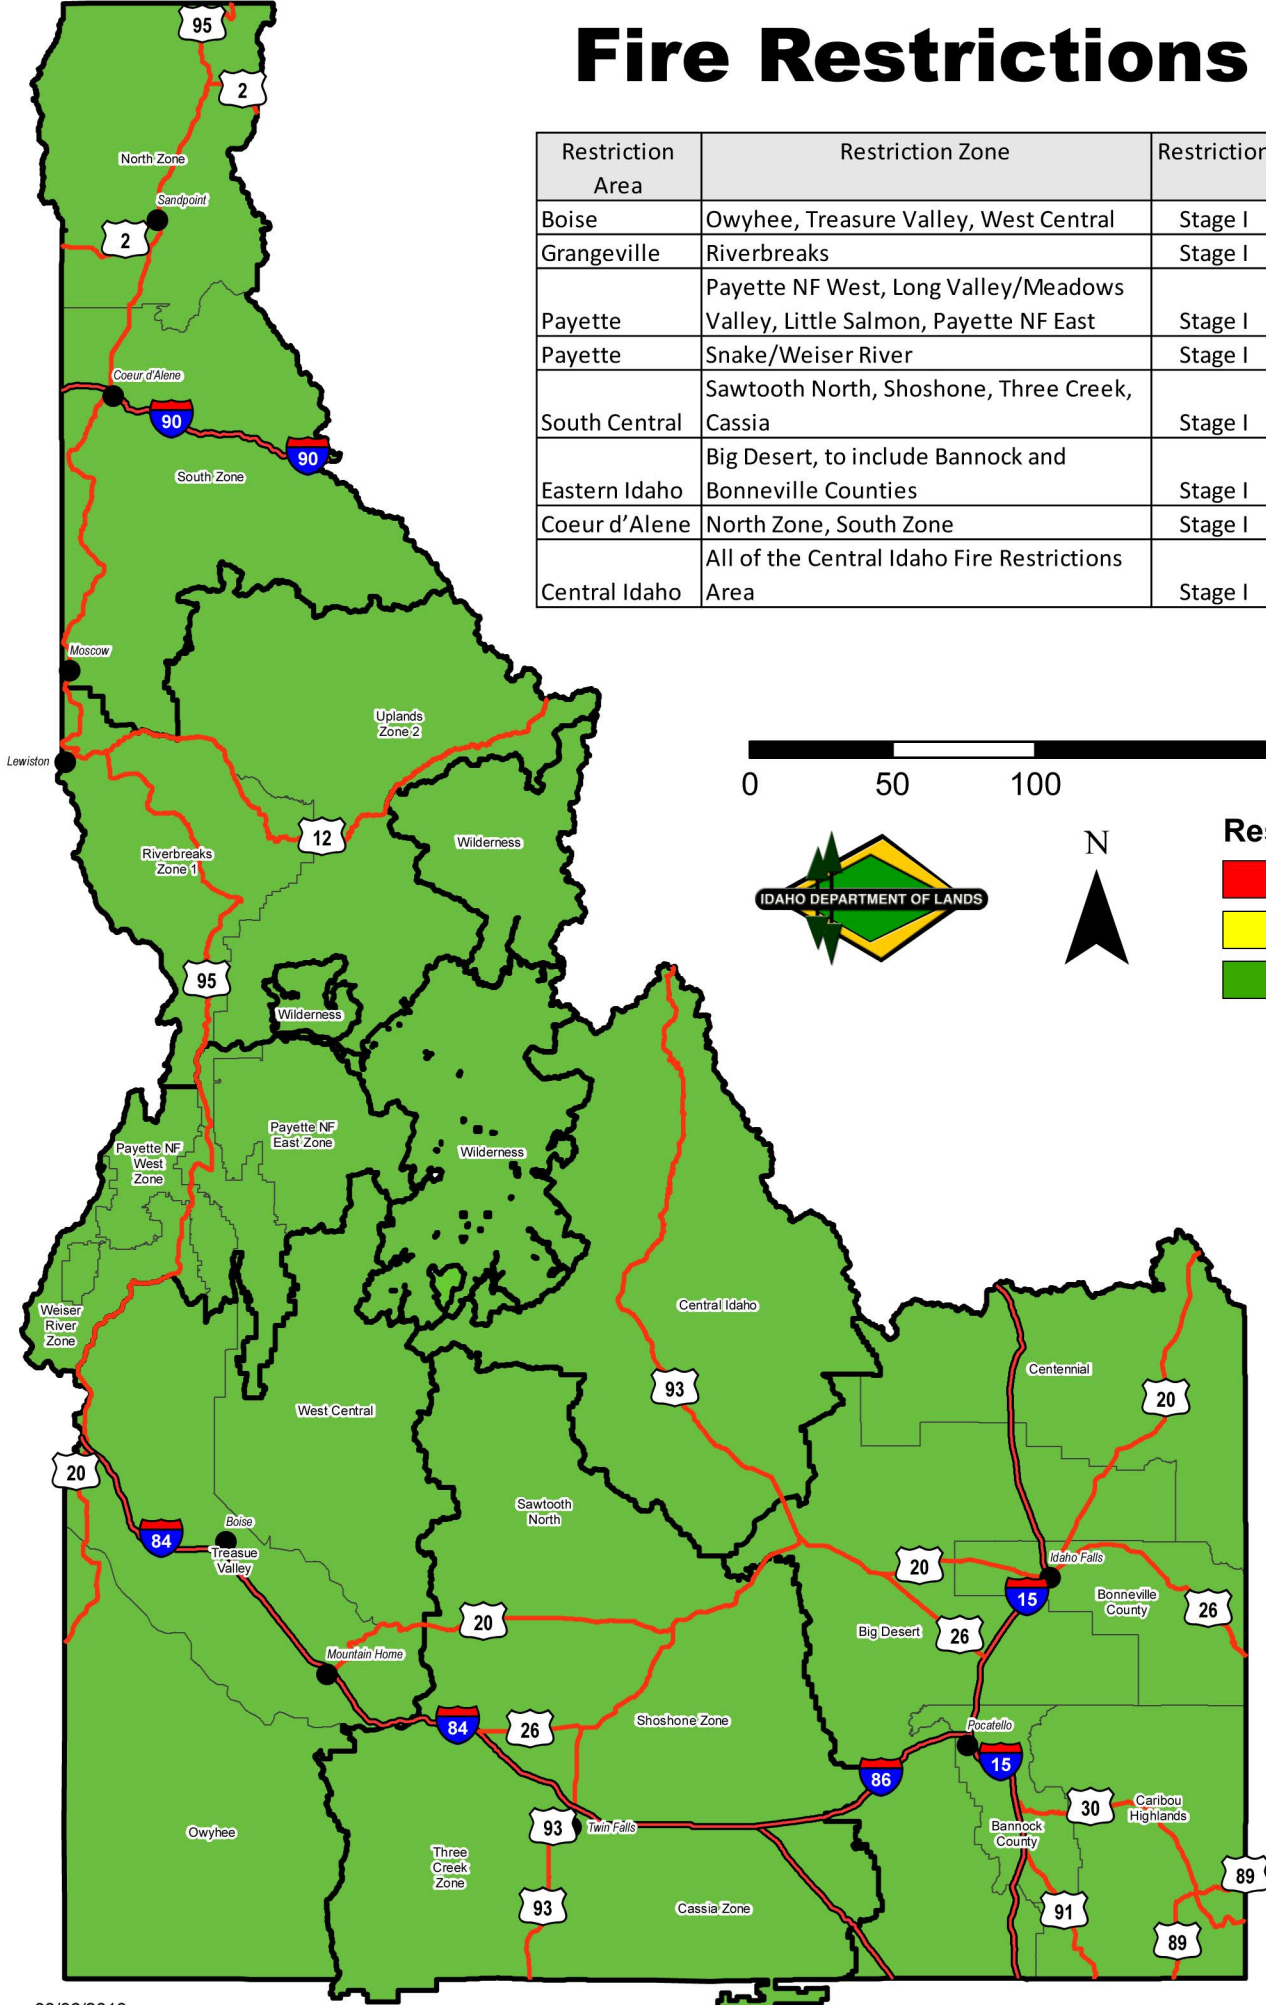 Fire Restrictions
Restriction Area
Restriction Zone
Restriction
Boise
Owyhee, Treasure Valley, West Central
Stage I
Grangeville
Riverbreaks
Stage I
Payette
Payette NF West, Long Valley/Meadows
Valley, Little Salmon, Payette NF East
Stage I
Payette
Snake/Weiser River
Stage I
South Central
Sawtooth North, Shoshone, Three Creek,
Cassia
Stage I
Eastern Idaho
Big Desert, to include Bannock and
Bonneville Counties
Stage I
Coeur d’Alene
North Zone, South Zone
Stage I
Central Idaho
All of the Central Idaho Fire Restrictions
Area
Stage I
95
2
North Zone
Sandpoint
2
Coeur d'Alene
90
90
South Zone
Moscow
Uplands
Zone 2
Lewiston
0
50
100
12
Riverbreaks
Zone 1
Wilderness
N
IDAHO DEPARTMENT OF LANDS
95
Wilderness
Payette NF
East Zone
Payette NF
West
Zone
Wilderness
Weiser
River
Zone
Central Idaho
93
Centennial
20
West Central
20
Sawtooth
North
84
Boise
Treasue
Valley
20
Idaho Falls
15
Bonneville
County
26
20
Big Desert
26
Mountain Home
84
26
Shoshone Zone
Pocatello
86
15
30
Caribou
Highlands
Owyhee
93
Twin Falls
Bannock
County
Three
Creek
Zone
89
93
Cassia Zone
91
89